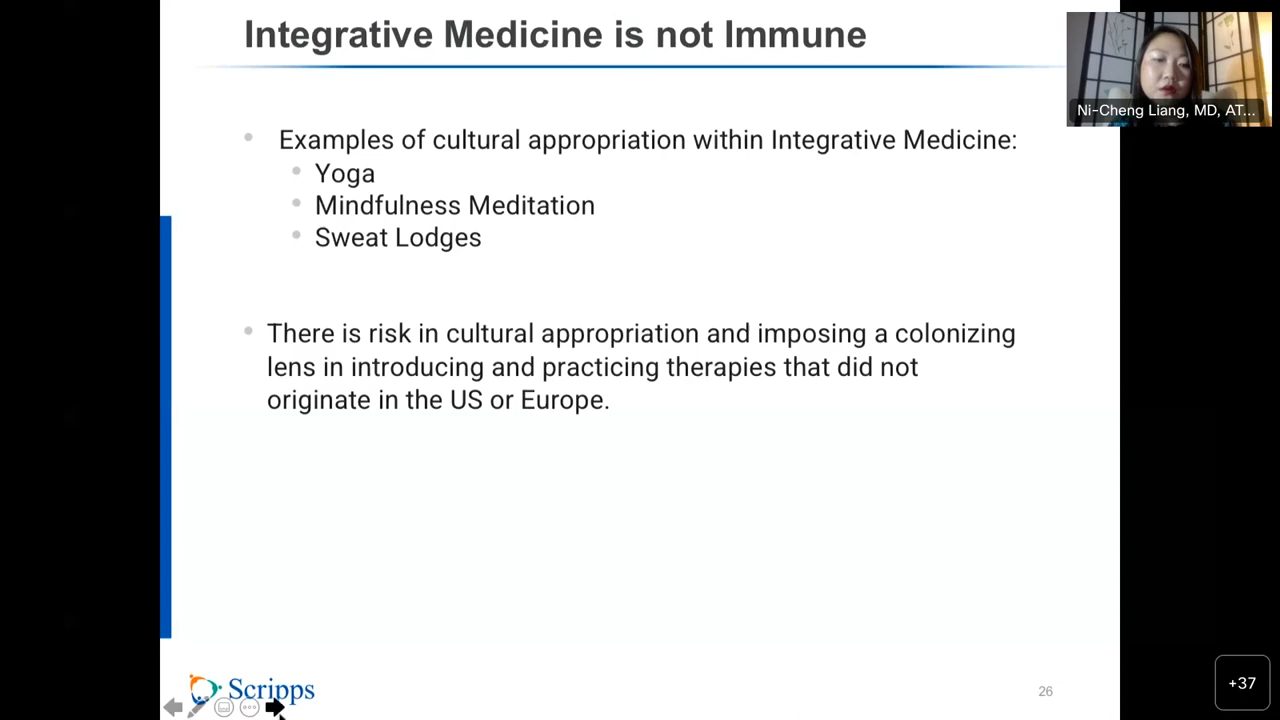 Integrative Medicine is not Immune
Ni-Cheng Liang, MD, AT...
Examples of cultural appropriation within Integrative Medicine:
Yoga
Mindfulness Meditation
Sweat Lodges
There is risk in cultural appropriation and imposing a colonizing
lens in introducing and practicing therapies that did not
originate in the US or Europe.
Scripps
26
+37